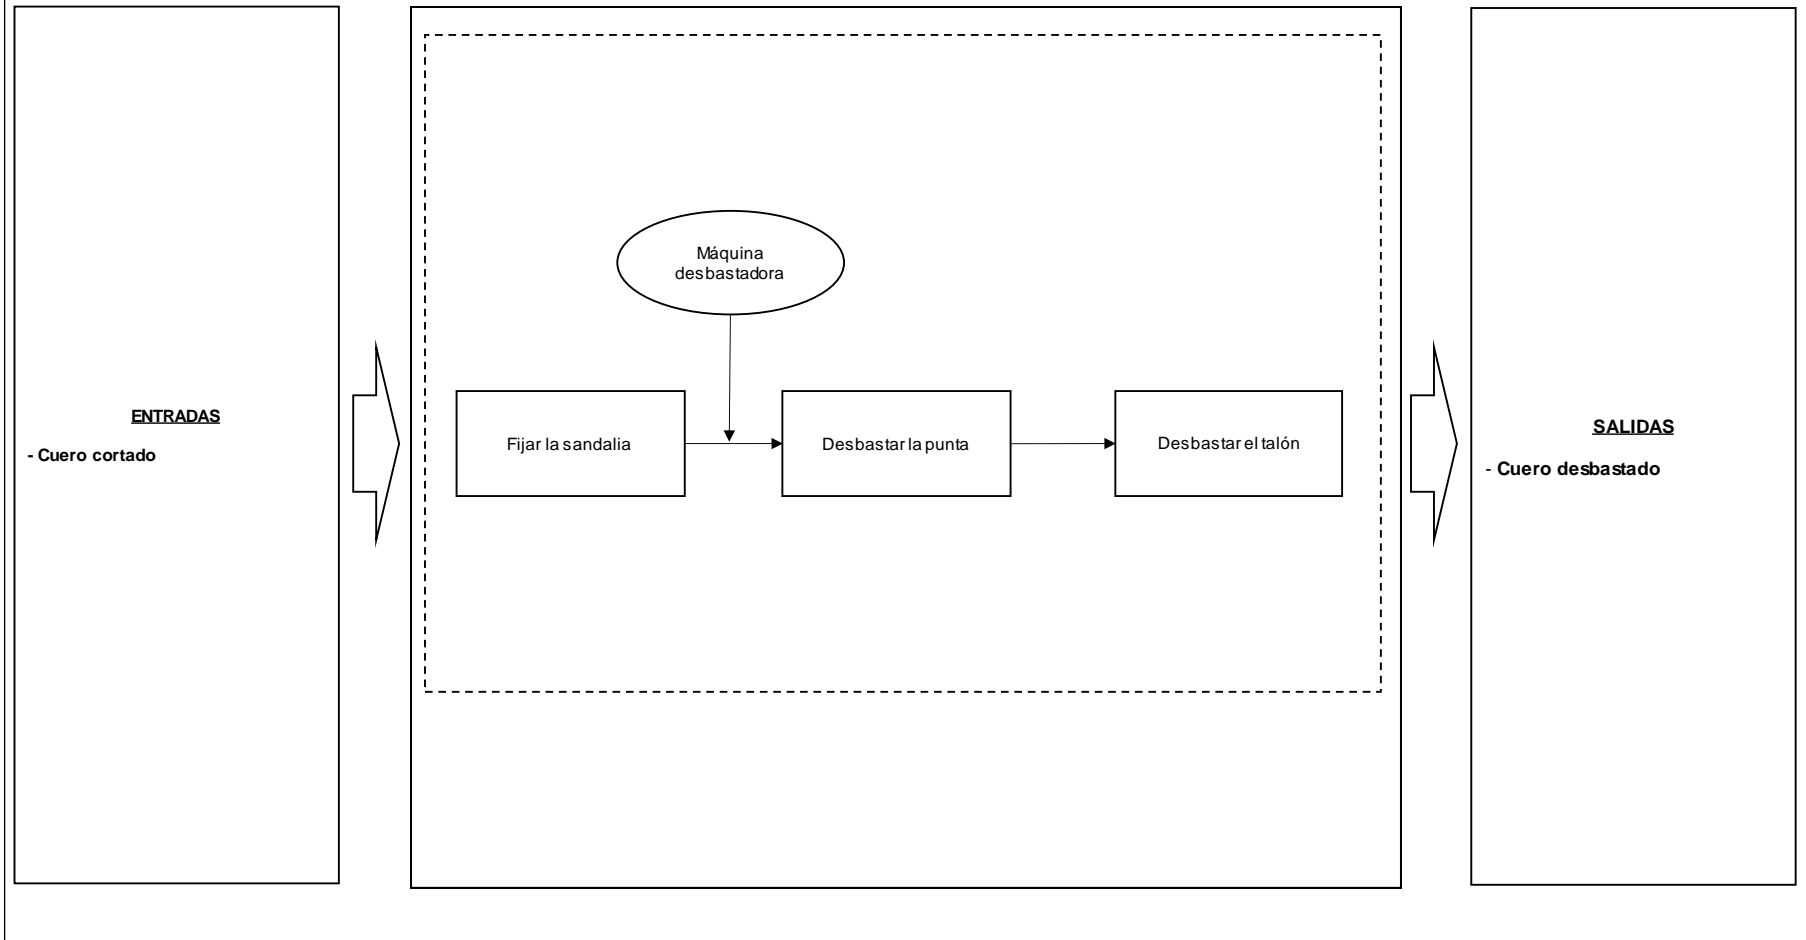 ENTRADAS
- Cuero cortado
Máquina
desbastadora
Fijar la sandalia
Desbastar la punta
Desbastar el talón
SALIDAS
- Cuero desbastado